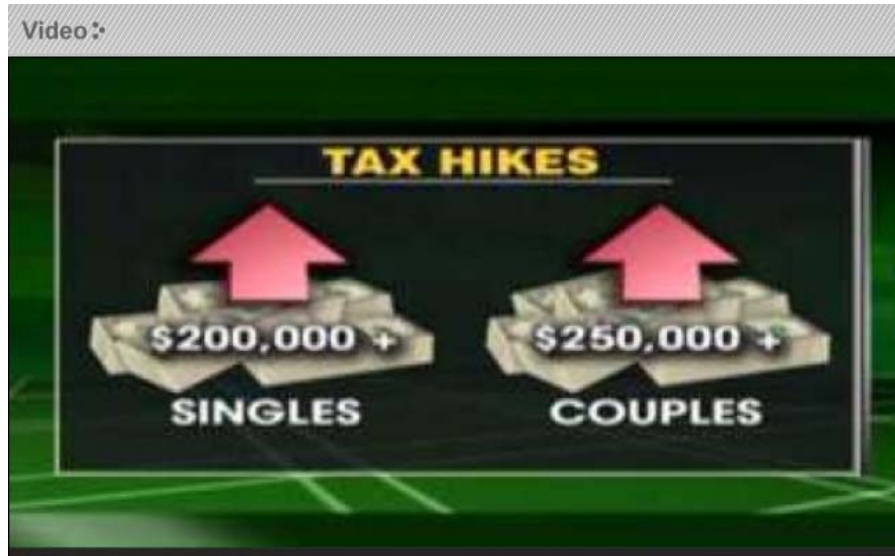 Video
TAX HIKES
$200,000 + $250,000 +
SINGLES COUPLES